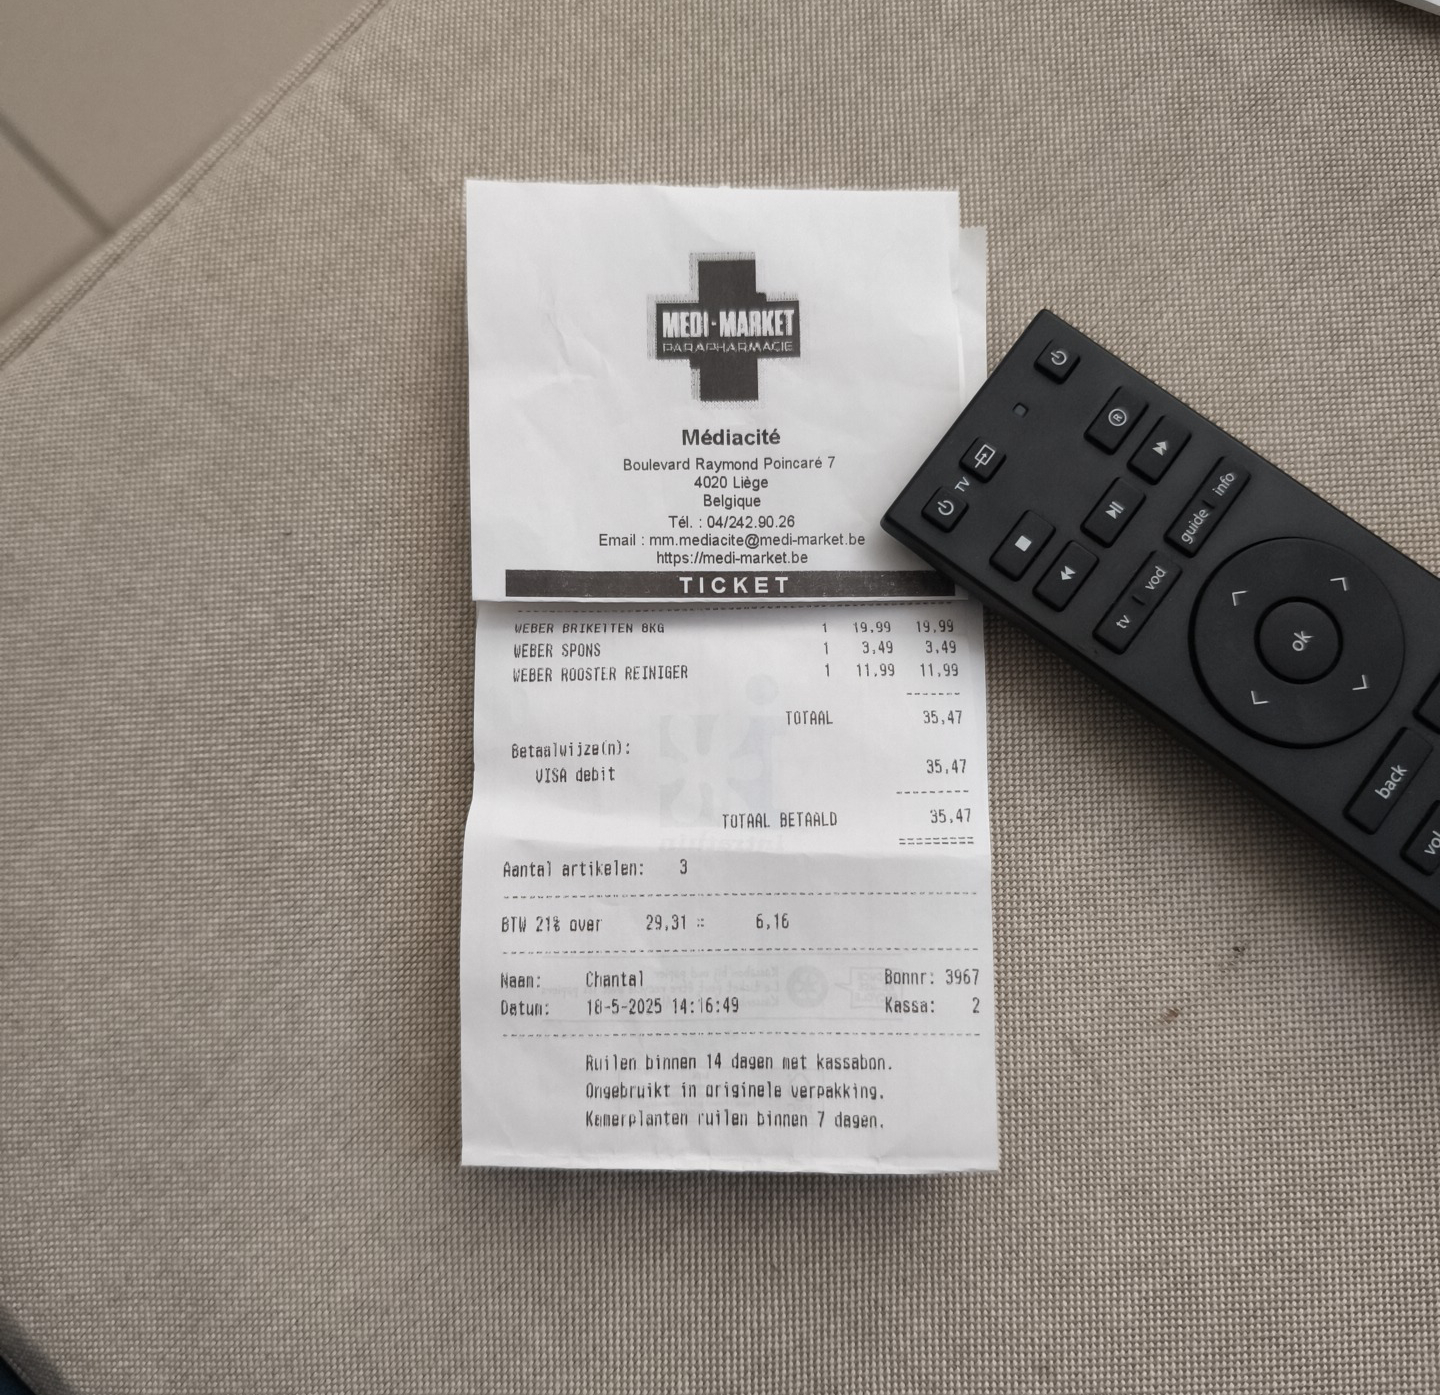 MEDI-MARKET
PARAPHARMACIE
Médiacité
Boulevard Raymond Poincaré 7
4020 Liège
Belgique
Tél. : 04/242.90.26
Email : mm.mediacite@medi-market.be
https://medi-market.be
TICKET
WEBER BRIKETTEN 8KG 1 19,99 19,99
WEBER SPONS 1 3,49 3,49
WEBER ROOSTER REINIGER 1 11,99 11,99
TOTAAL 35,47
Betaalwijze(n):
VISA debit 35,47
TOTAAL BETAALD 35,47
Aantal artikelen: 3
BTW 21% over 29,31 = 6,16
Naam: Chantal Bonnr: 3967
Datum: 18-5-2025 14:16:49 Kassa: 2
Ruilen binnen 14 dagen met kassabon.
Ongebruikt in originele verpakking.
Kamerplanten ruilen binnen 7 dagen.
TV
R
guide | info
tv | vod
ok
back
vol